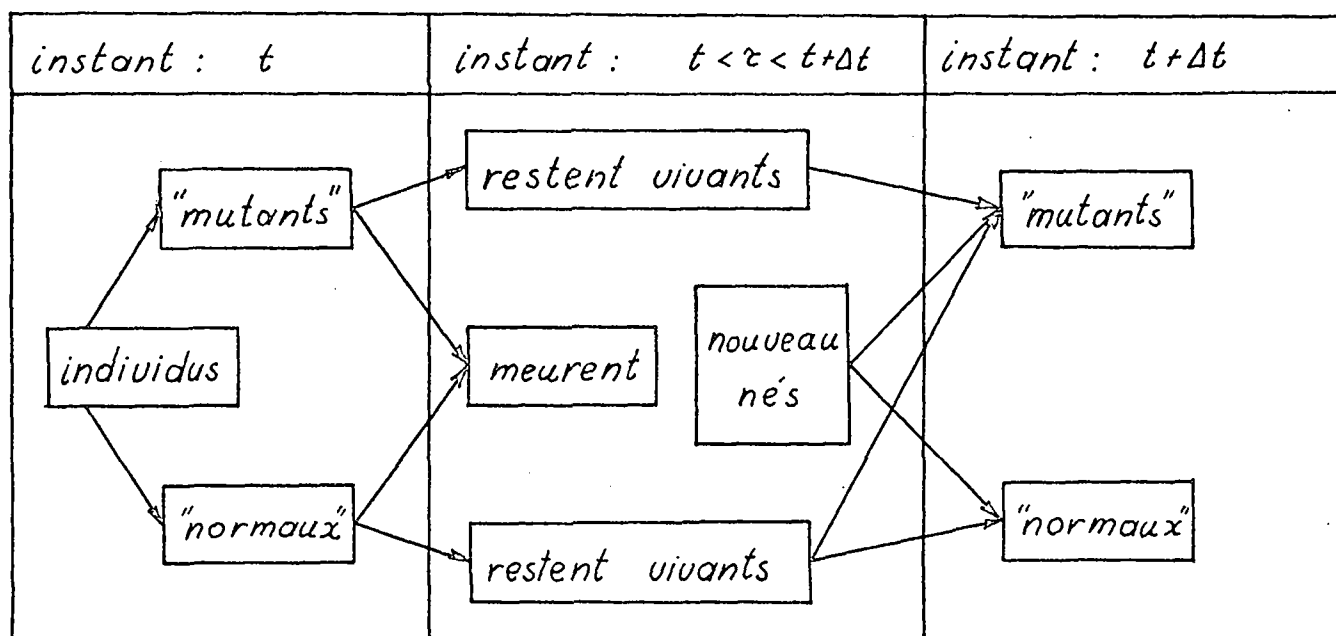 instant : t
instant : t < τ < t+Δt
instant : t+Δt
individus
"mutants"
"normaux"
restent vivants
meurent
nouveau
nés
restent vivants
"mutants"
"normaux"